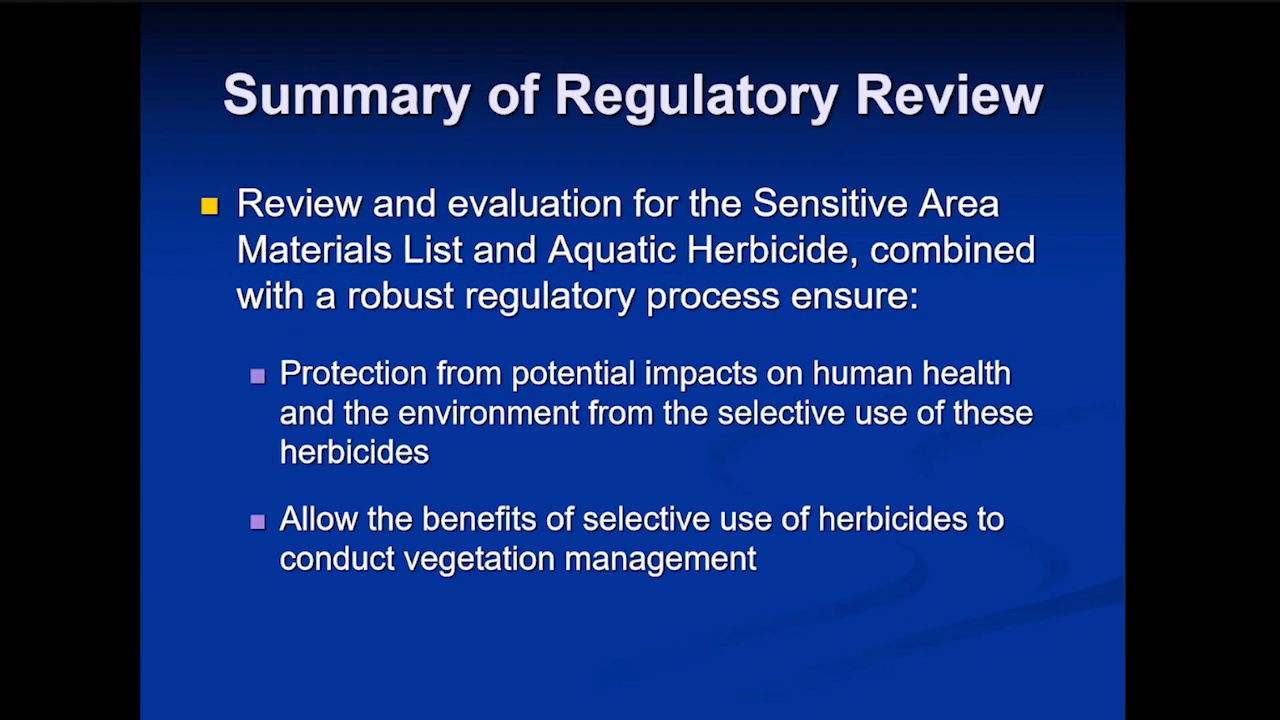 Summary of Regulatory Review
Review and evaluation for the Sensitive Area
Materials List and Aquatic Herbicide, combined
with a robust regulatory process ensure:
Protection from potential impacts on human health
and the environment from the selective use of these
herbicides
Allow the benefits of selective use of herbicides to
conduct vegetation management